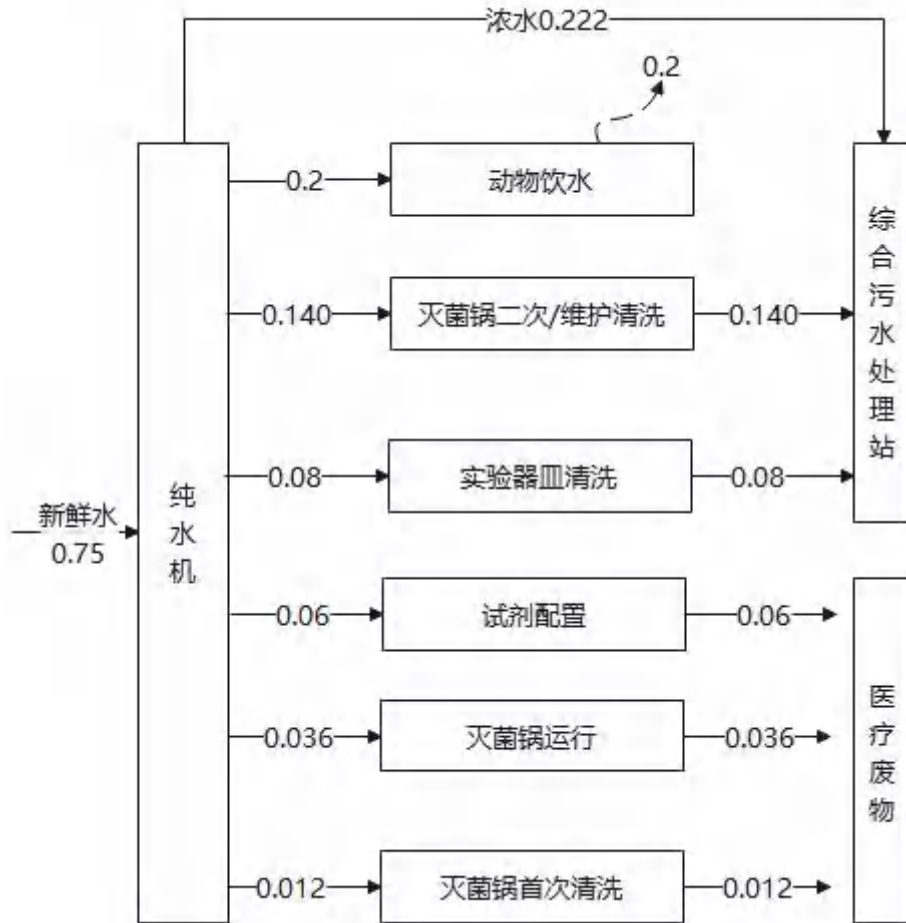 浓水0.222
0.2
0.2
动物饮水
0.140
灭菌锅二次/维护清洗
0.140
综合污水处理站
0.08
实验器皿清洗
0.08
新鲜水
0.75
纯水机
0.06
试剂配置
0.06
0.036
灭菌锅运行
0.036
医疗废物
0.012
灭菌锅首次清洗
0.012